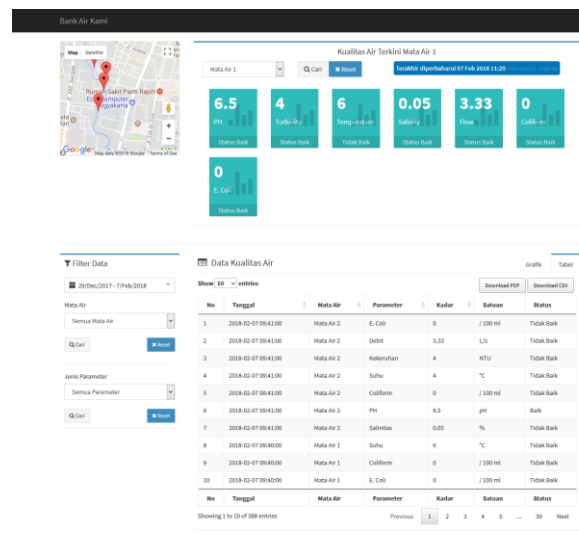 Bank Air Kami
Map Satellite
Rumah Sakit Panti Rapih
Komputer
Google
Map data ©2018 Google Terms of Use
Kualitas Air Terkini Mata Air 1
Mata Air 1 Cari Reset Terakhir diperbaharui 07 Feb 2018 11:29
6.5 4 6 0.05 3.33 0
PH Turbidity Temperature Salinity Flow Coliform
Status Baik Status Baik Tidak Baik Status Baik Status Baik Status Baik
0
E. Coli
Status Baik
Filter Data
29/Dec/2017 - 7/Feb/2018
Mata Air
Semua Mata Air
Cari Reset
Jenis Parameter
Semua Parameter
Cari Reset
Data Kualitas Air Grafik Tabel
Show 10 entries Download PDF Download CSV
No Tanggal Mata Air Parameter Kadar Satuan Status
1 2018-02-07 09:41:00 Mata Air 2 E. Coli 0 / 100 ml Tidak Baik
2 2018-02-07 09:41:00 Mata Air 2 Debit 3.33 L/s Tidak Baik
3 2018-02-07 09:41:00 Mata Air 2 Kekeruhan 4 NTU Tidak Baik
4 2018-02-07 09:41:00 Mata Air 2 Suhu 4 °C Tidak Baik
5 2018-02-07 09:41:00 Mata Air 2 Coliform 0 / 100 ml Tidak Baik
6 2018-02-07 09:41:00 Mata Air 2 PH 6.5 pH Baik
7 2018-02-07 09:41:00 Mata Air 2 Salinitas 0.05 % Tidak Baik
8 2018-02-07 09:40:00 Mata Air 1 Suhu 6 °C Tidak Baik
9 2018-02-07 09:40:00 Mata Air 1 Coliform 0 / 100 ml Tidak Baik
10 2018-02-07 09:40:00 Mata Air 1 E. Coli 0 / 100 ml Tidak Baik
No Tanggal Mata Air Parameter Kadar Satuan Status
Showing 1 to 10 of 388 entries Previous 1 2 3 4 5 ... 39 Next